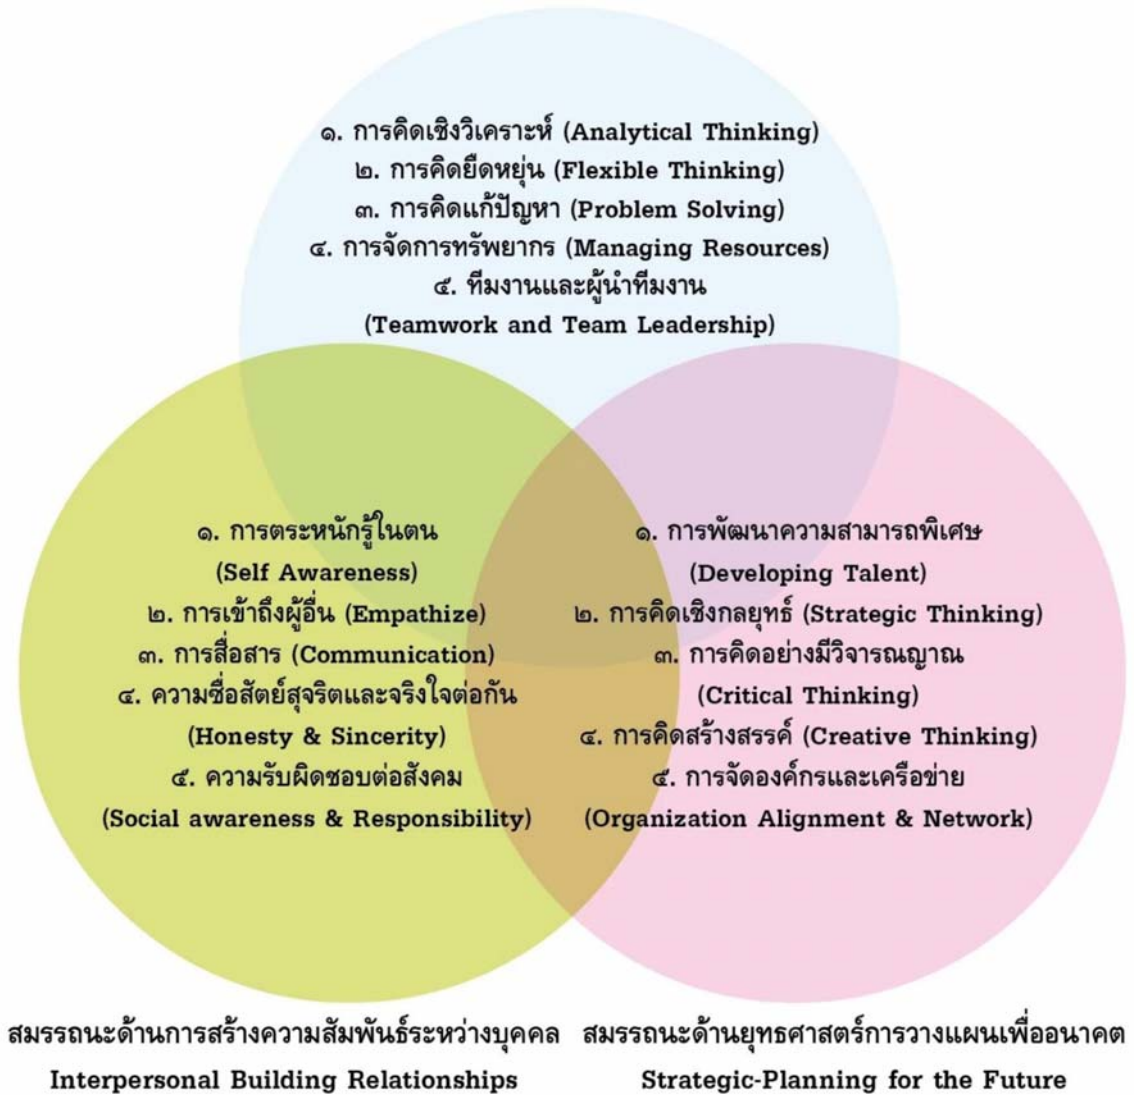 ๑. การคิดเชิงวิเคราะห์ (Analytical Thinking)
๒. การคิดยืดหยุ่น (Flexible Thinking)
๓. การคิดแก้ปัญหา (Problem Solving)
๔. การจัดการทรัพยากร (Managing Resources)
๕. ทีมงานและผู้นำทีมงาน
(Teamwork and Team Leadership)
๑. การตระหนักรู้ในตน
(Self Awareness)
๒. การเข้าถึงผู้อื่น (Empathize)
๓. การสื่อสาร (Communication)
๔. ความซื่อสัตย์สุจริตและจริงใจต่อกัน
(Honesty & Sincerity)
๕. ความรับผิดชอบต่อสังคม
(Social awareness & Responsibility)
๑. การพัฒนาความสามารถพิเศษ
(Developing Talent)
๒. การคิดเชิงกลยุทธ์ (Strategic Thinking)
๓. การคิดอย่างมีวิจารณญาณ
(Critical Thinking)
๔. การคิดสร้างสรรค์ (Creative Thinking)
๕. การจัดองค์กรและเครือข่าย
(Organization Alignment & Network)
สมรรถนะด้านการสร้างความสัมพันธ์ระหว่างบุคคล
Interpersonal Building Relationships
สมรรถนะด้านยุทธศาสตร์การวางแผนเพื่ออนาคต
Strategic-Planning for the Future